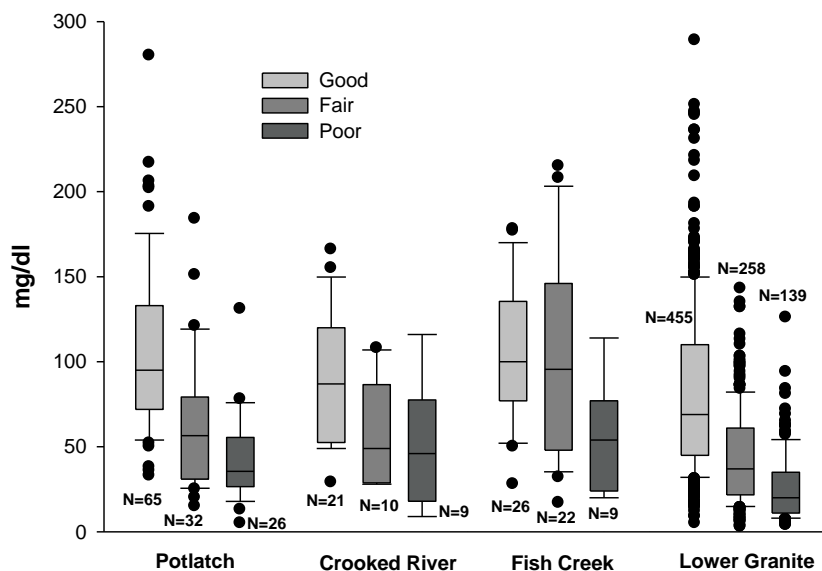 300
250
200
150
100
50
0
mg/dl
Good
Fair
Poor
N=65
N=32
N=26
N=21
N=10
N=9
N=26
N=22
N=9
N=455
N=258
N=139
Potlatch
Crooked River
Fish Creek
Lower Granite